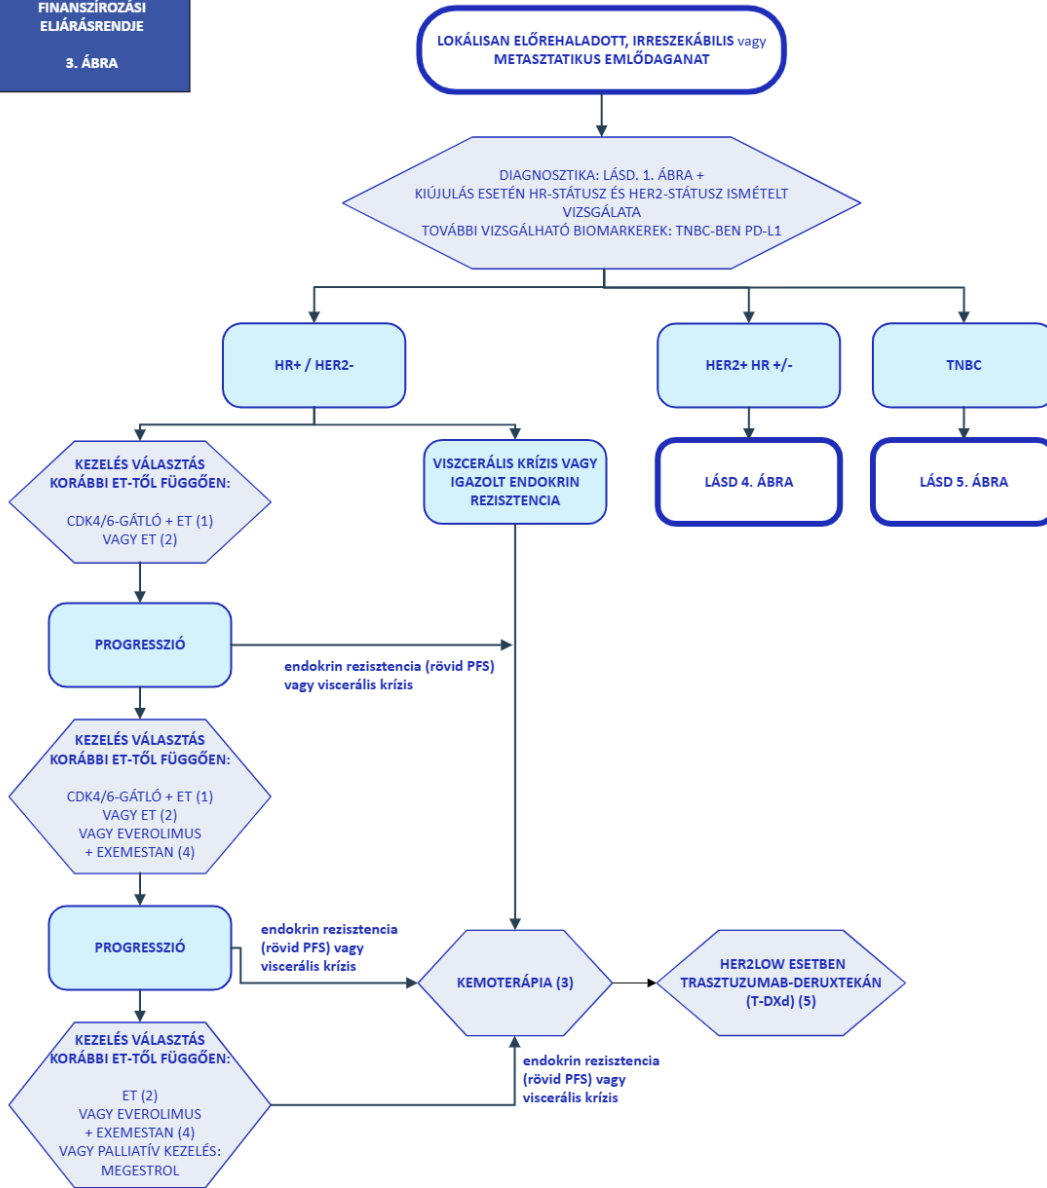 FINANSZÍROZÁSI
ELJÁRÁSRENDJE
3. ÁBRA
LOKÁLISAN ELŐREHALADOTT, IRRESZEKÁBILIS vagy
METASZTATIKUS EMLŐDAGANAT
DIAGNOSZTIKA: LÁSD. 1. ÁBRA +
KIÚJULÁS ESETÉN HR-STÁTUSZ ÉS HER2-STÁTUSZ ISMÉTELT
VIZSGÁLATA
TOVÁBBI VIZSGÁLHATÓ BIOMARKEREK: TNBC-BEN PD-L1
HR+ / HER2-
HER2+ HR +/-
TNBC
KEZELÉS VÁLASZTÁS
KORÁBBI ET-TŐL FÜGGŐEN:
CDK4/6-GÁTLÓ + ET (1)
VAGY ET (2)
VISZCERÁLIS KRÍZIS VAGY
IGAZOLT ENDOKRIN
REZISZTENCIA
LÁSD 4. ÁBRA
LÁSD 5. ÁBRA
PROGRESSZIÓ
endokrin rezisztencia (rövid PFS)
vagy viscerális krízis
KEZELÉS VÁLASZTÁS
KORÁBBI ET-TŐL FÜGGŐEN:
CDK4/6-GÁTLÓ + ET (1)
VAGY ET (2)
VAGY EVEROLIMUS
+ EXEMESTAN (4)
PROGRESSZIÓ
endokrin rezisztencia
(rövid PFS) vagy
viscerális krízis
KEMOTERÁPIA (3)
HER2LOW ESETBEN
TRASZTUZUMAB-DERUXTEKÁN
(T-DXd) (5)
KEZELÉS VÁLASZTÁS
KORÁBBI ET-TŐL FÜGGŐEN:
ET (2)
VAGY EVEROLIMUS
+ EXEMESTAN (4)
VAGY PALLIATÍV KEZELÉS:
MEGESTROL
endokrin rezisztencia
(rövid PFS) vagy
viscerális krízis